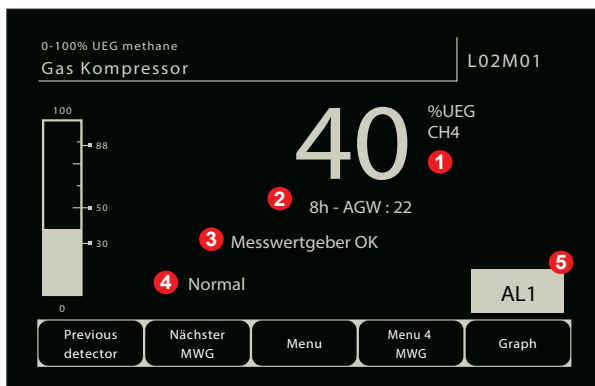 0-100% UEG methane
Gas Kompressor
L02M01
100
88
50
30
0
40
%UEG
CH4
1
2
8h - AGW : 22
3
Messwertgeber OK
4
Normal
5
AL1
Previous
detector
Nächster
MWG
Menu
Menu 4
MWG
Graph